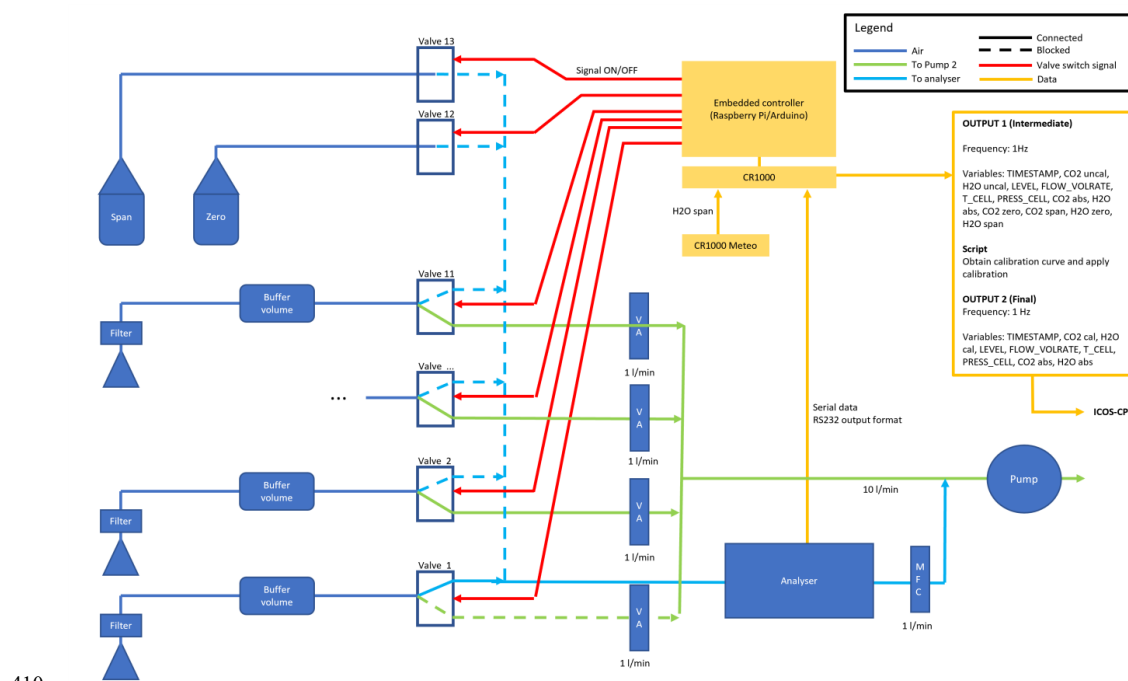 Legend
Air
To Pump 2
To analyser
Connected
Blocked
Valve switch signal
Data
Valve 13
Signal ON/OFF
Embedded controller
(Raspberry Pi/Arduino)
Valve 12
CR1000
H2O span
CR1000 Meteo
Span
Zero
OUTPUT 1 (Intermediate)
Frequency: 1Hz
Variables: TIMESTAMP, CO2 uncal,
H2O uncal, LEVEL, FLOW_VOLRATE,
T_CELL, PRESS_CELL, CO2 abs, H2O
abs, CO2 zero, CO2 span, H2O zero,
H2O span
Script
Obtain calibration curve and apply
calibration
OUTPUT 2 (Final)
Frequency: 1 Hz
Variables: TIMESTAMP, CO2 cal, H2O
cal, LEVEL, FLOW_VOLRATE, T_CELL,
PRESS_CELL, CO2 abs, H2O abs
ICOS-CP
Valve 11
Buffer
volume
Filter
V
A
1 l/min
Valve ...
...
V
A
1 l/min
Serial data
RS232 output format
Valve 2
Buffer
volume
Filter
V
A
1 l/min
10 l/min
Pump
Valve 1
Buffer
volume
Filter
V
A
1 l/min
Analyser
M
F
C
1 l/min